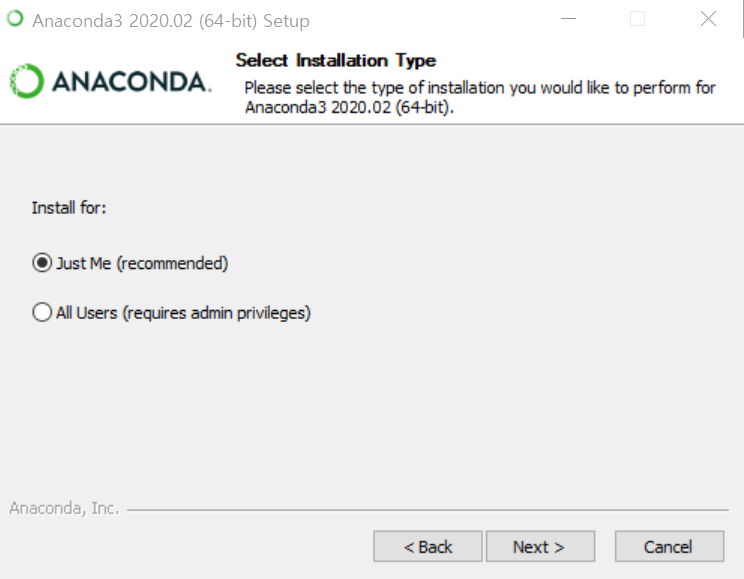 Anaconda3 2020.02 (64-bit) Setup
ANACONDA.
Select Installation Type
Please select the type of installation you would like to perform for
Anaconda3 2020.02 (64-bit).
Install for:
Just Me (recommended)
All Users (requires admin privileges)
Anaconda, Inc.
< Back
Next >
Cancel